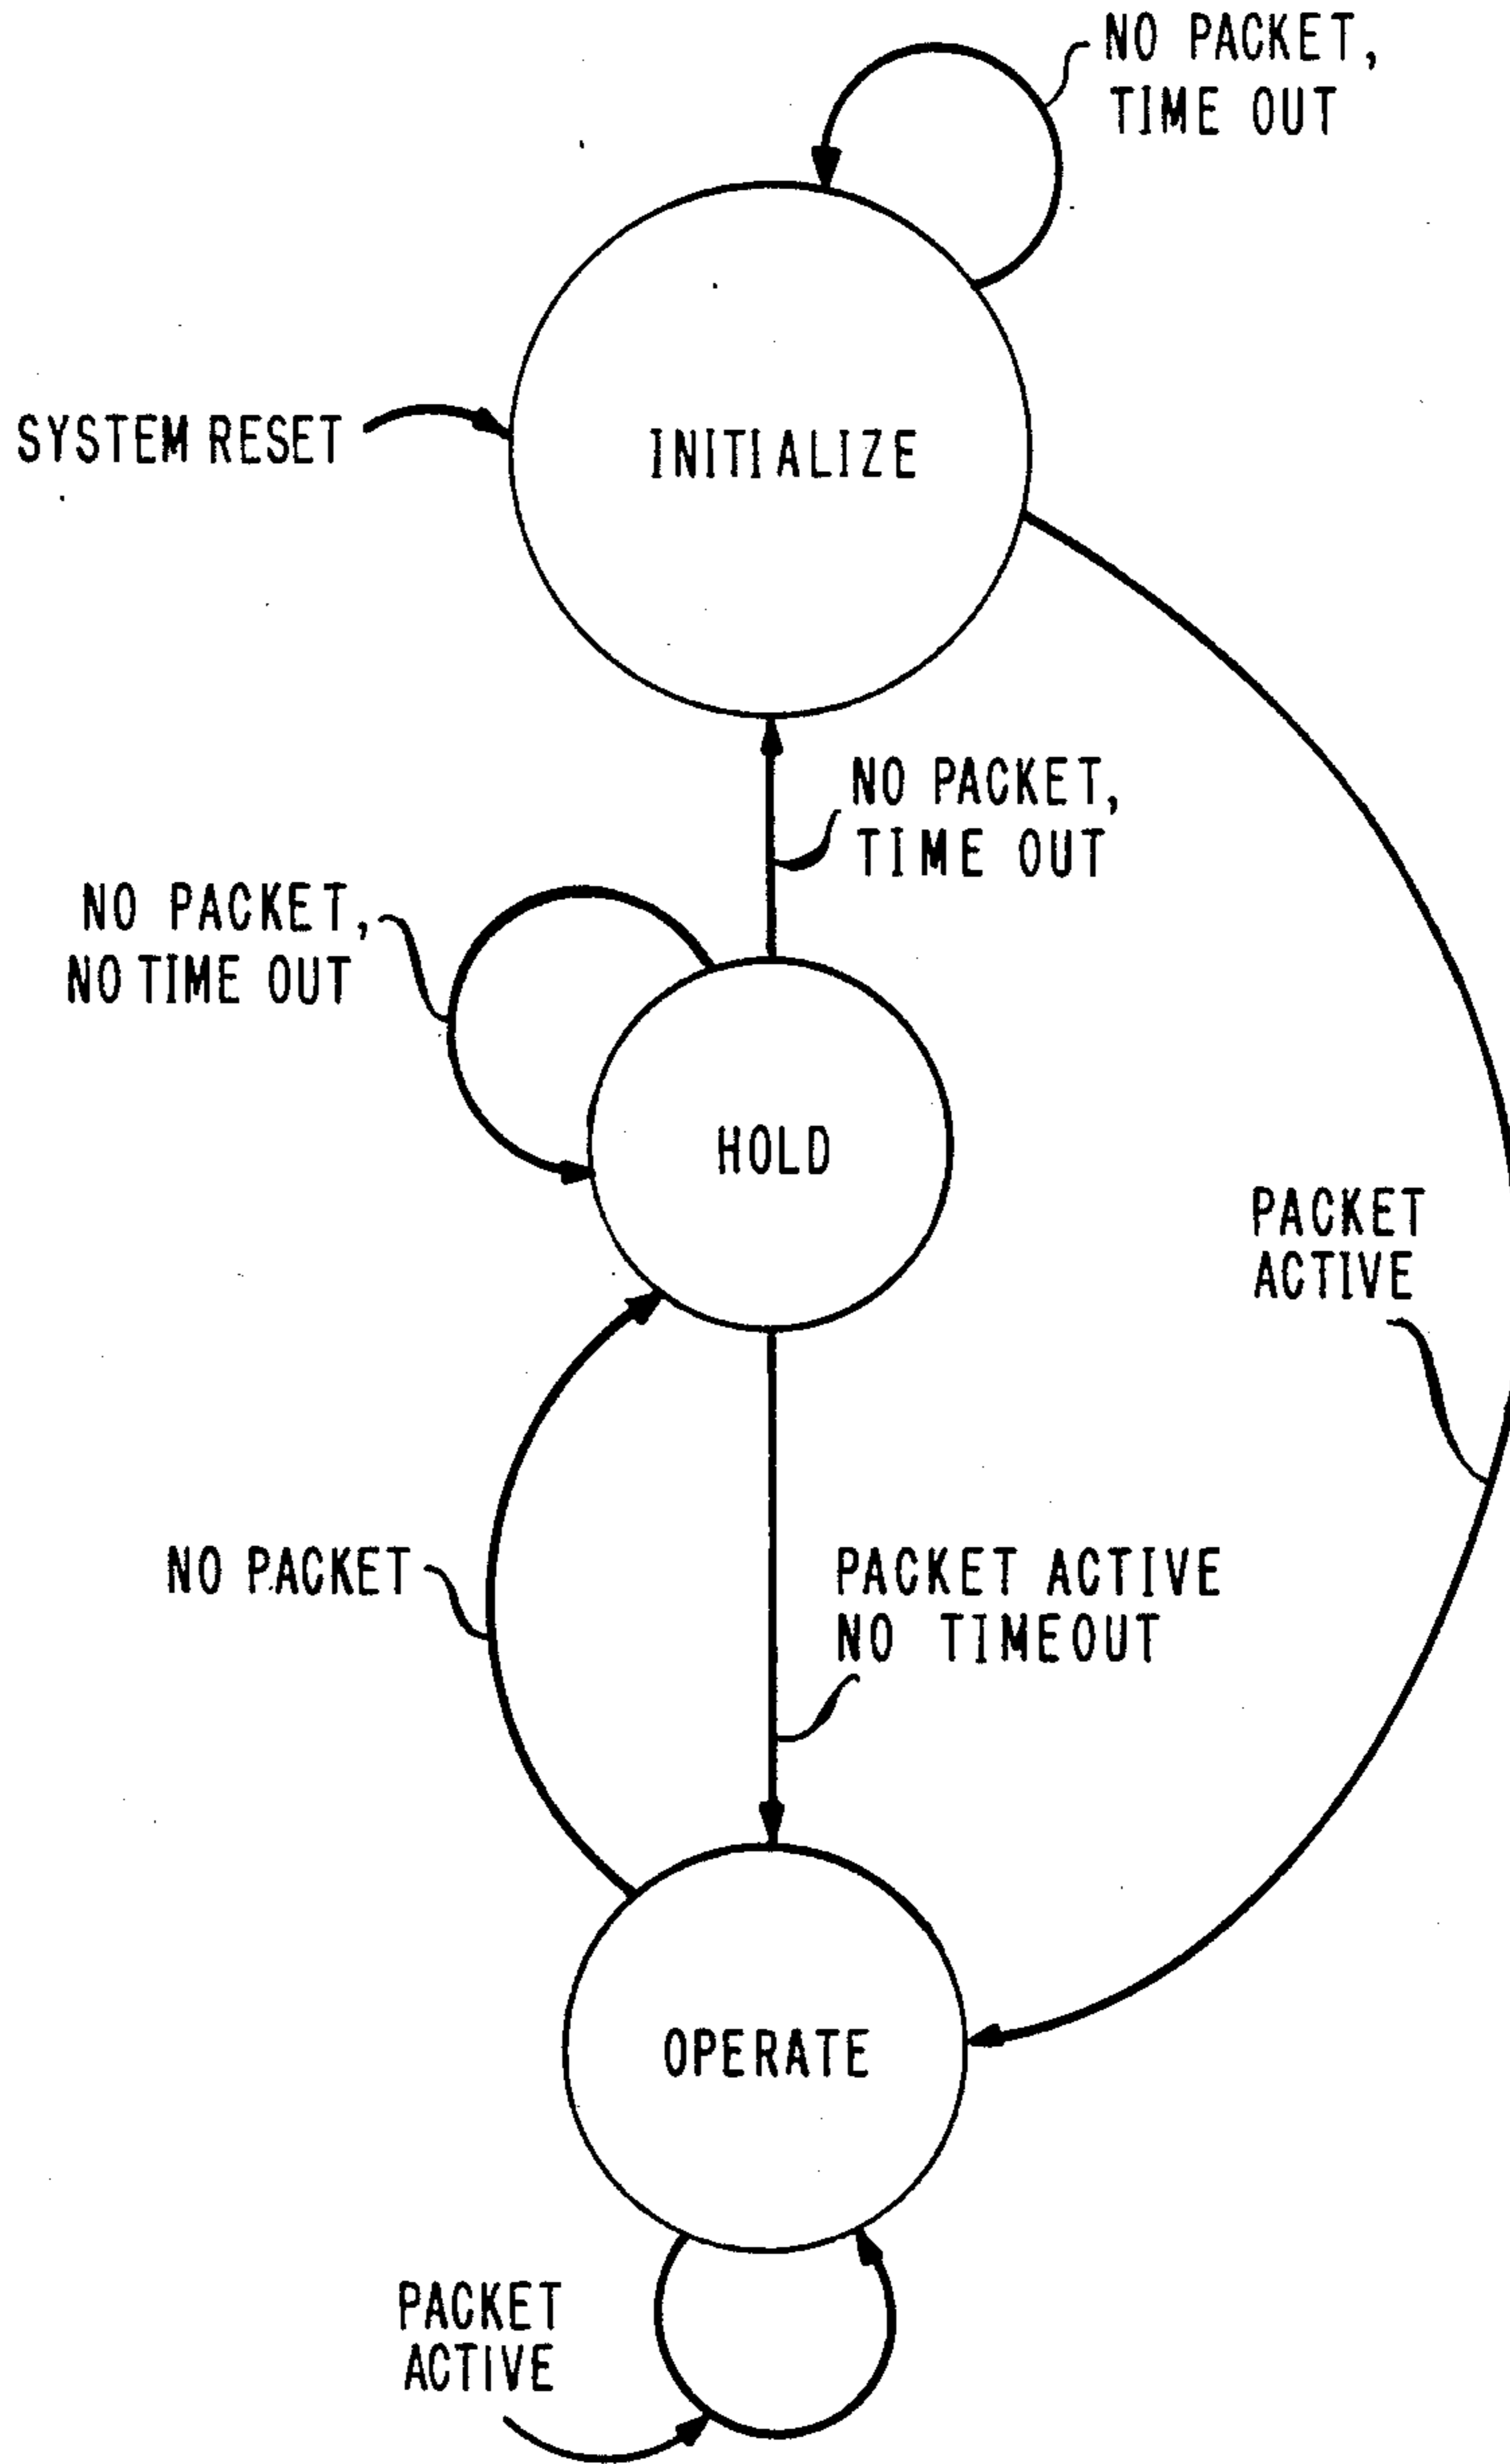 NO PACKET,
TIME OUT
SYSTEM RESET
INITIALIZE
NO PACKET,
TIME OUT
NO PACKET,
NO TIME OUT
HOLD
PACKET
ACTIVE
NO PACKET
PACKET ACTIVE
NO TIMEOUT
OPERATE
PACKET
ACTIVE